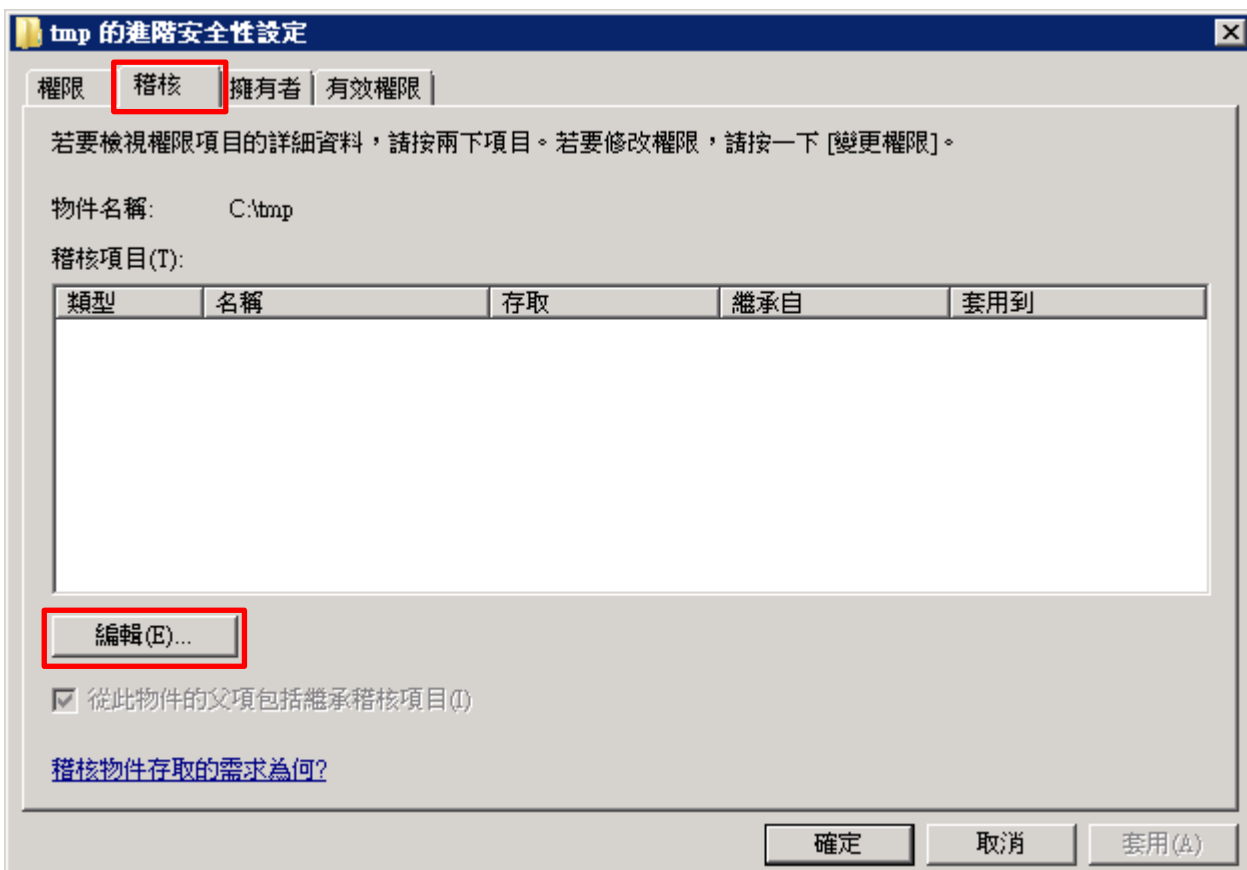 tmp 的進階安全性設定
權限 稽核 擁有者 有效權限
若要檢視權限項目的詳細資料，請按兩下項目。若要修改權限，請按一下 [變更權限]。
物件名稱: C:\tmp
稽核項目(T):
類型 名稱 存取 繼承自 套用到
編輯(E)...
從此物件的父項包括繼承稽核項目(I)
稽核物件存取的需求為何?
確定 取消 套用(A)